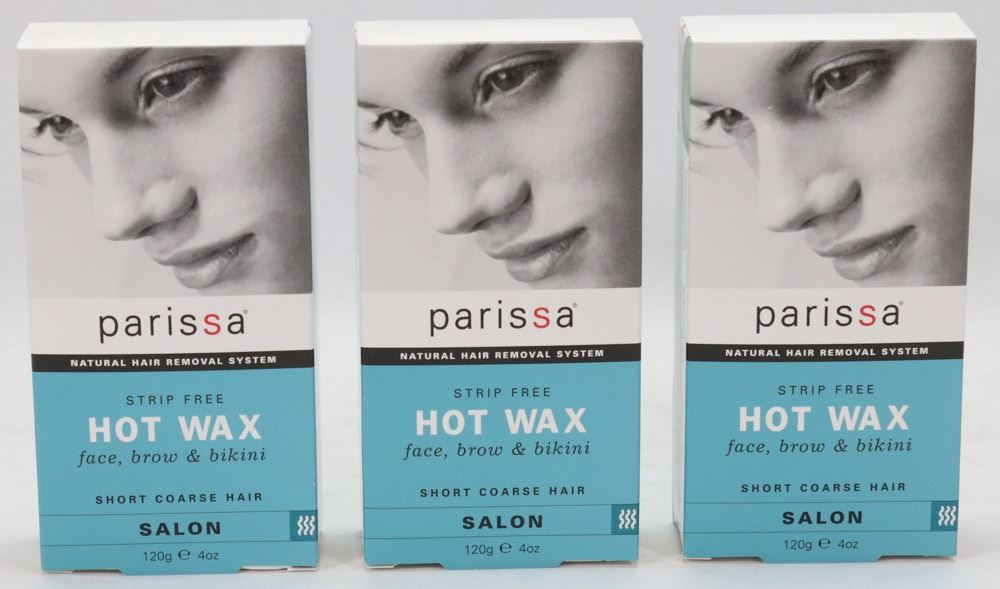 parissa®
NATURAL HAIR REMOVAL SYSTEM
STRIP FREE
HOT WAX
face, brow & bikini
SHORT COARSE HAIR
SALON
120g ℮ 4oz
parissa®
NATURAL HAIR REMOVAL SYSTEM
STRIP FREE
HOT WAX
face, brow & bikini
SHORT COARSE HAIR
SALON
120g ℮ 4oz
parissa®
NATURAL HAIR REMOVAL SYSTEM
STRIP FREE
HOT WAX
face, brow & bikini
SHORT COARSE HAIR
SALON
120g ℮ 4oz